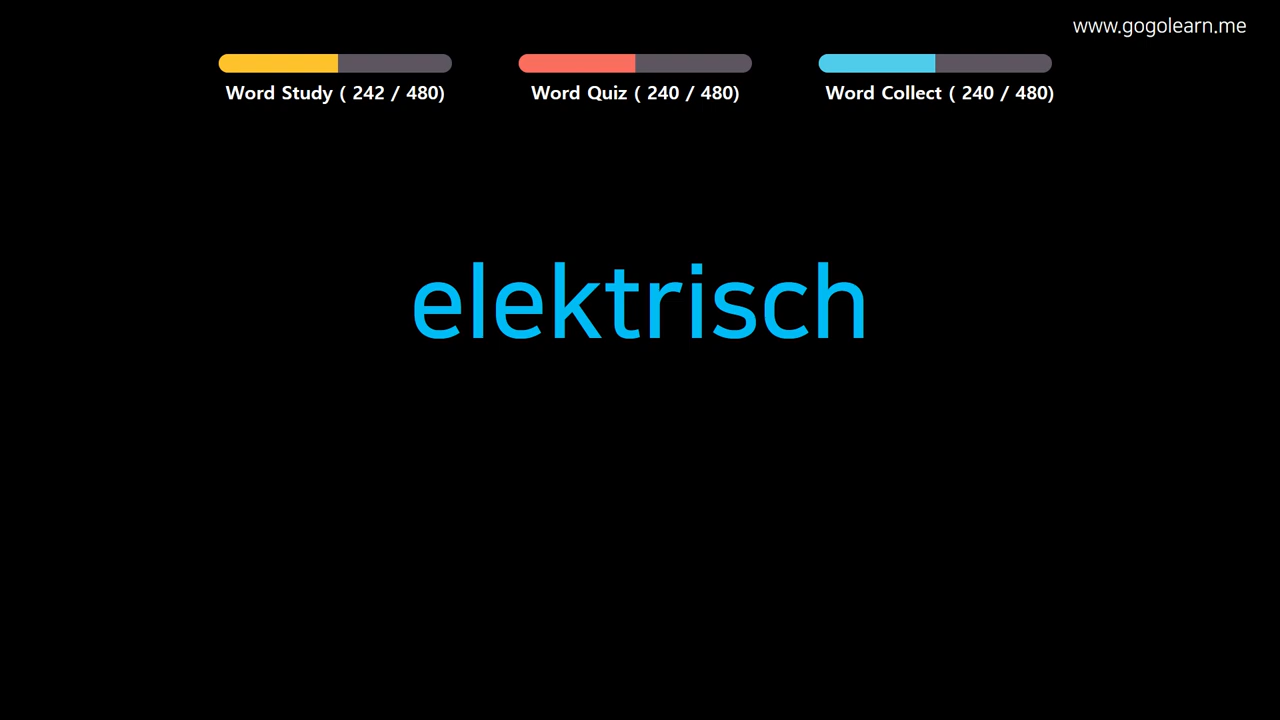 www.gogolearn.me
Word Study ( 242 / 480)
Word Quiz ( 240 / 480)
Word Collect ( 240 / 480)
elektrisch